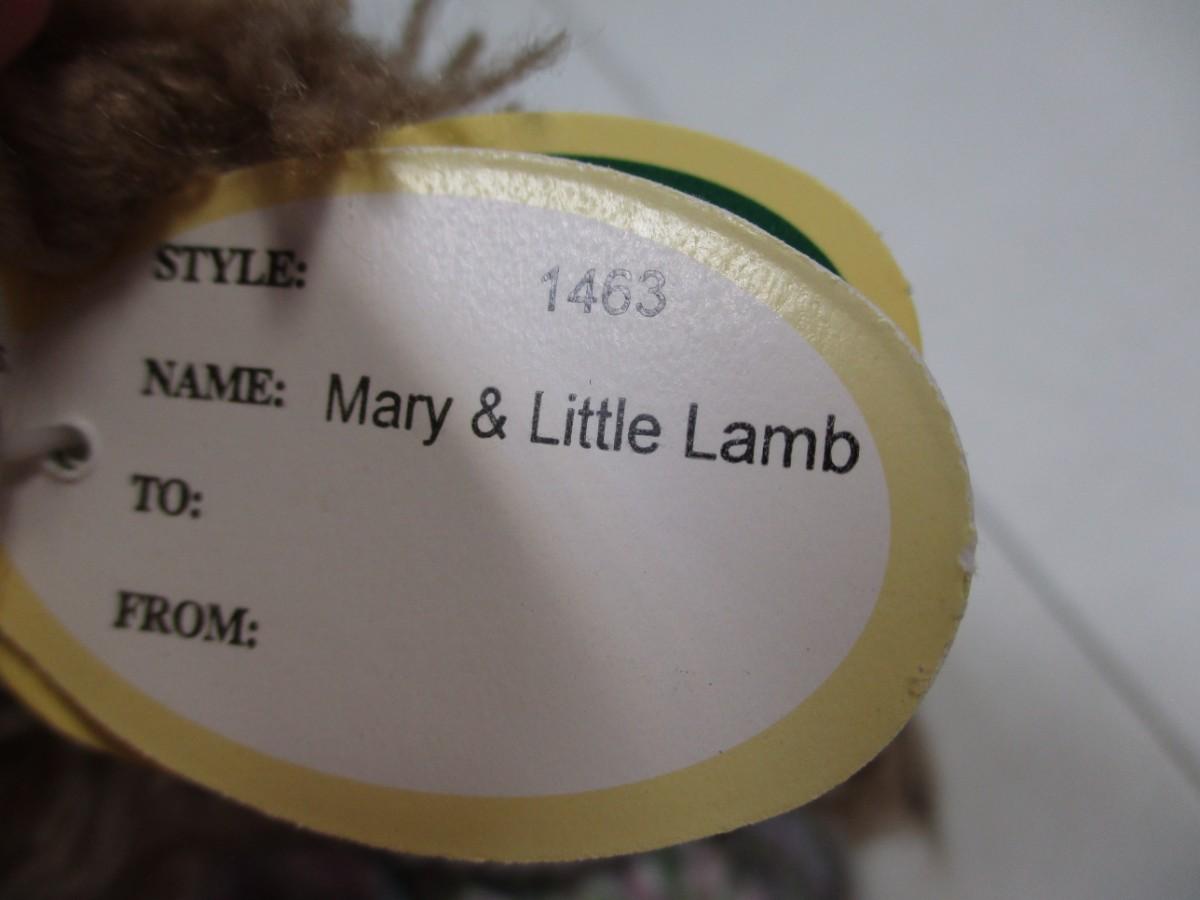 STYLE: 1463
NAME: Mary & Little Lamb
TO:
FROM: